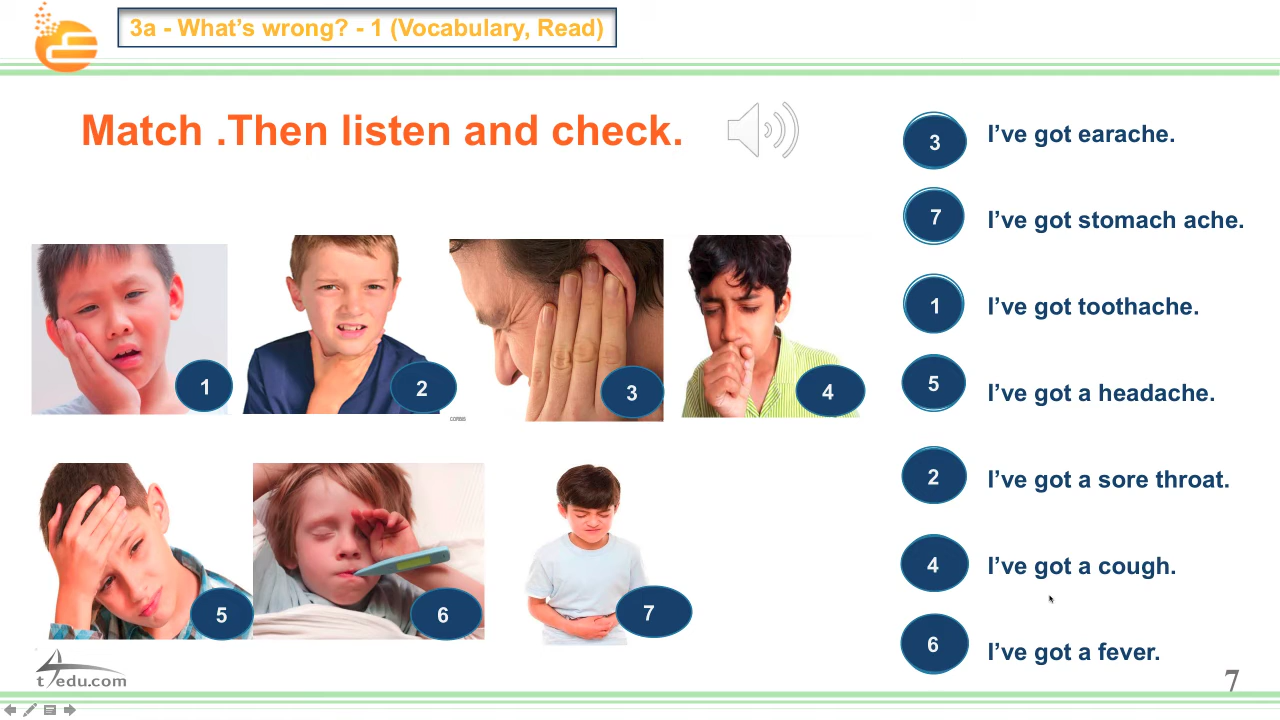 3a - What's wrong? - 1 (Vocabulary, Read)
Match .Then listen and check.
3 I've got earache.
7 I've got stomach ache.
1 I've got toothache.
5 I've got a headache.
2 I've got a sore throat.
4 I've got a cough.
6 I've got a fever.
1
2
3
4
5
6
7
edu.com
7